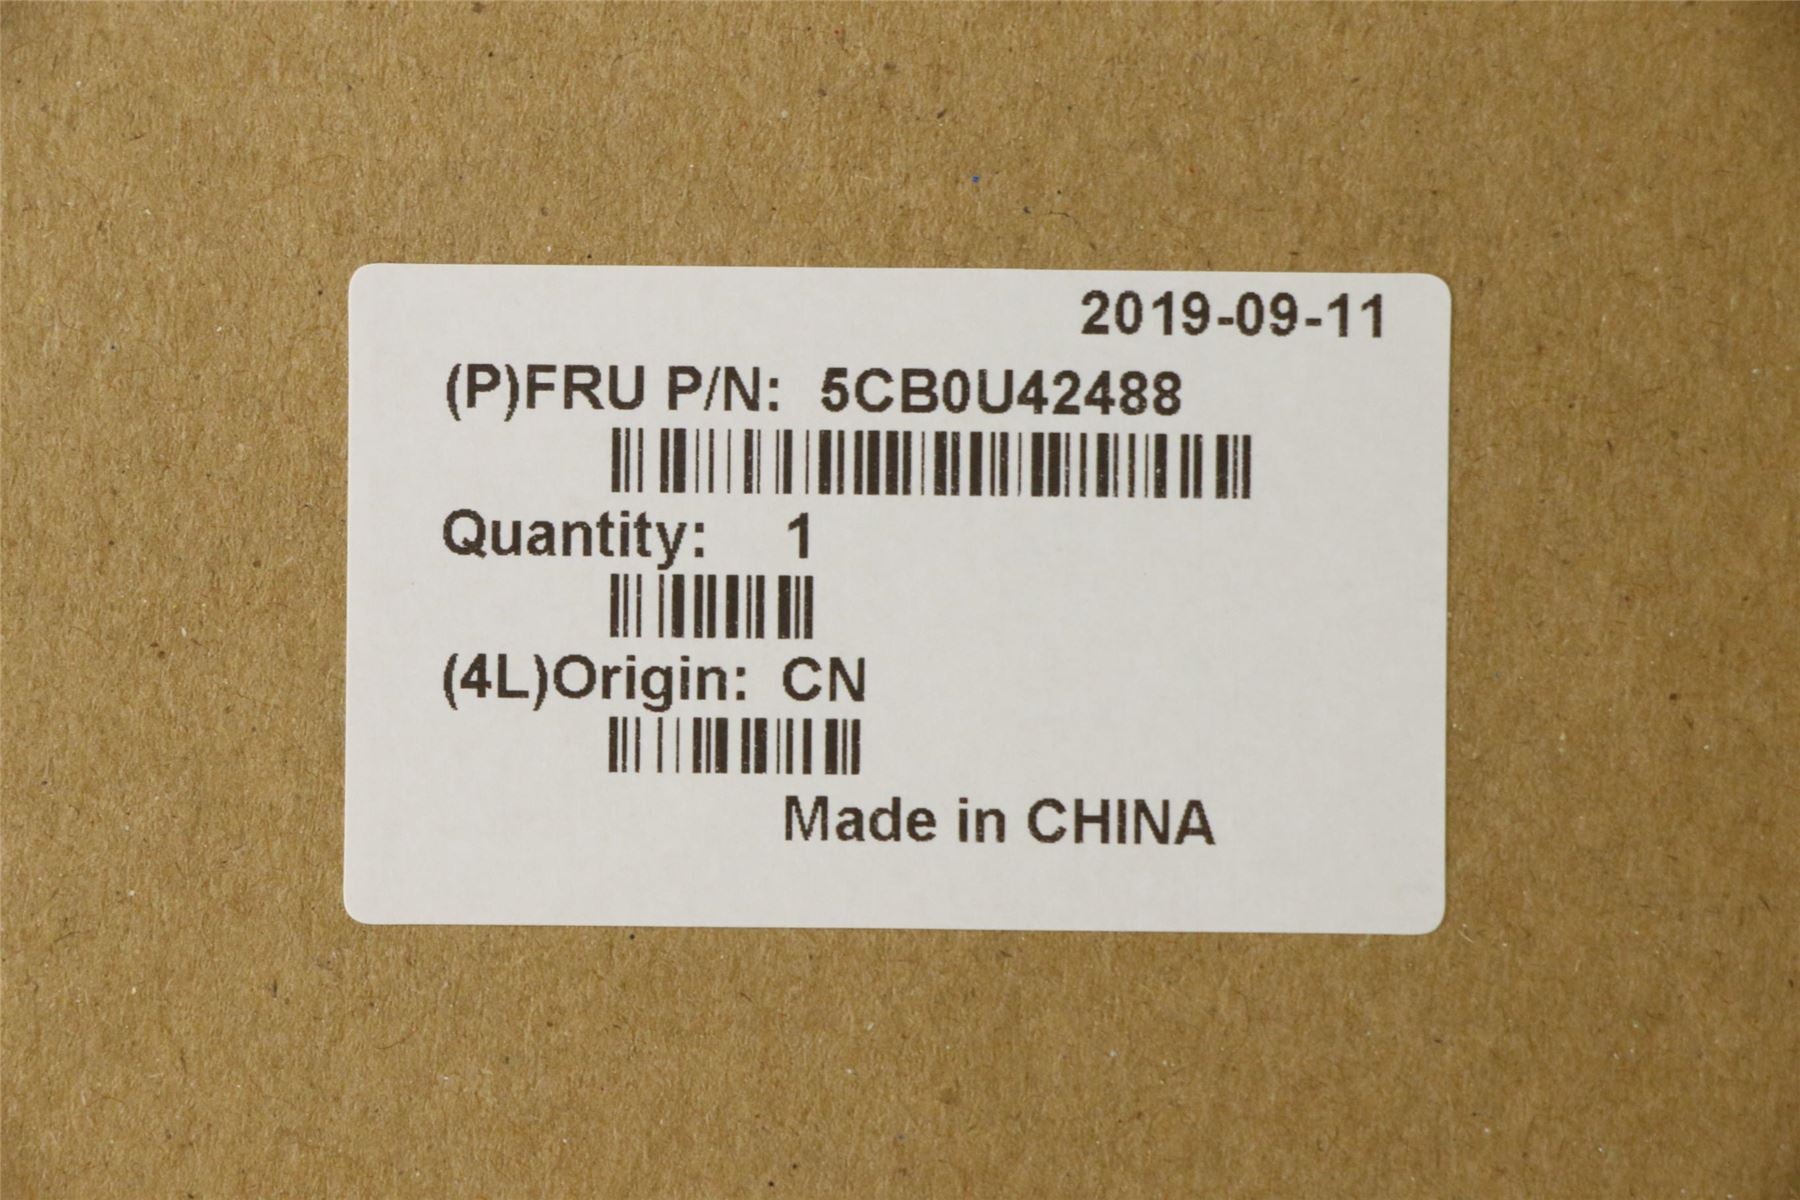 2019-09-11
(P)FRU P/N: 5CB0U42488
Quantity: 1
(4L)Origin: CN
Made in CHINA